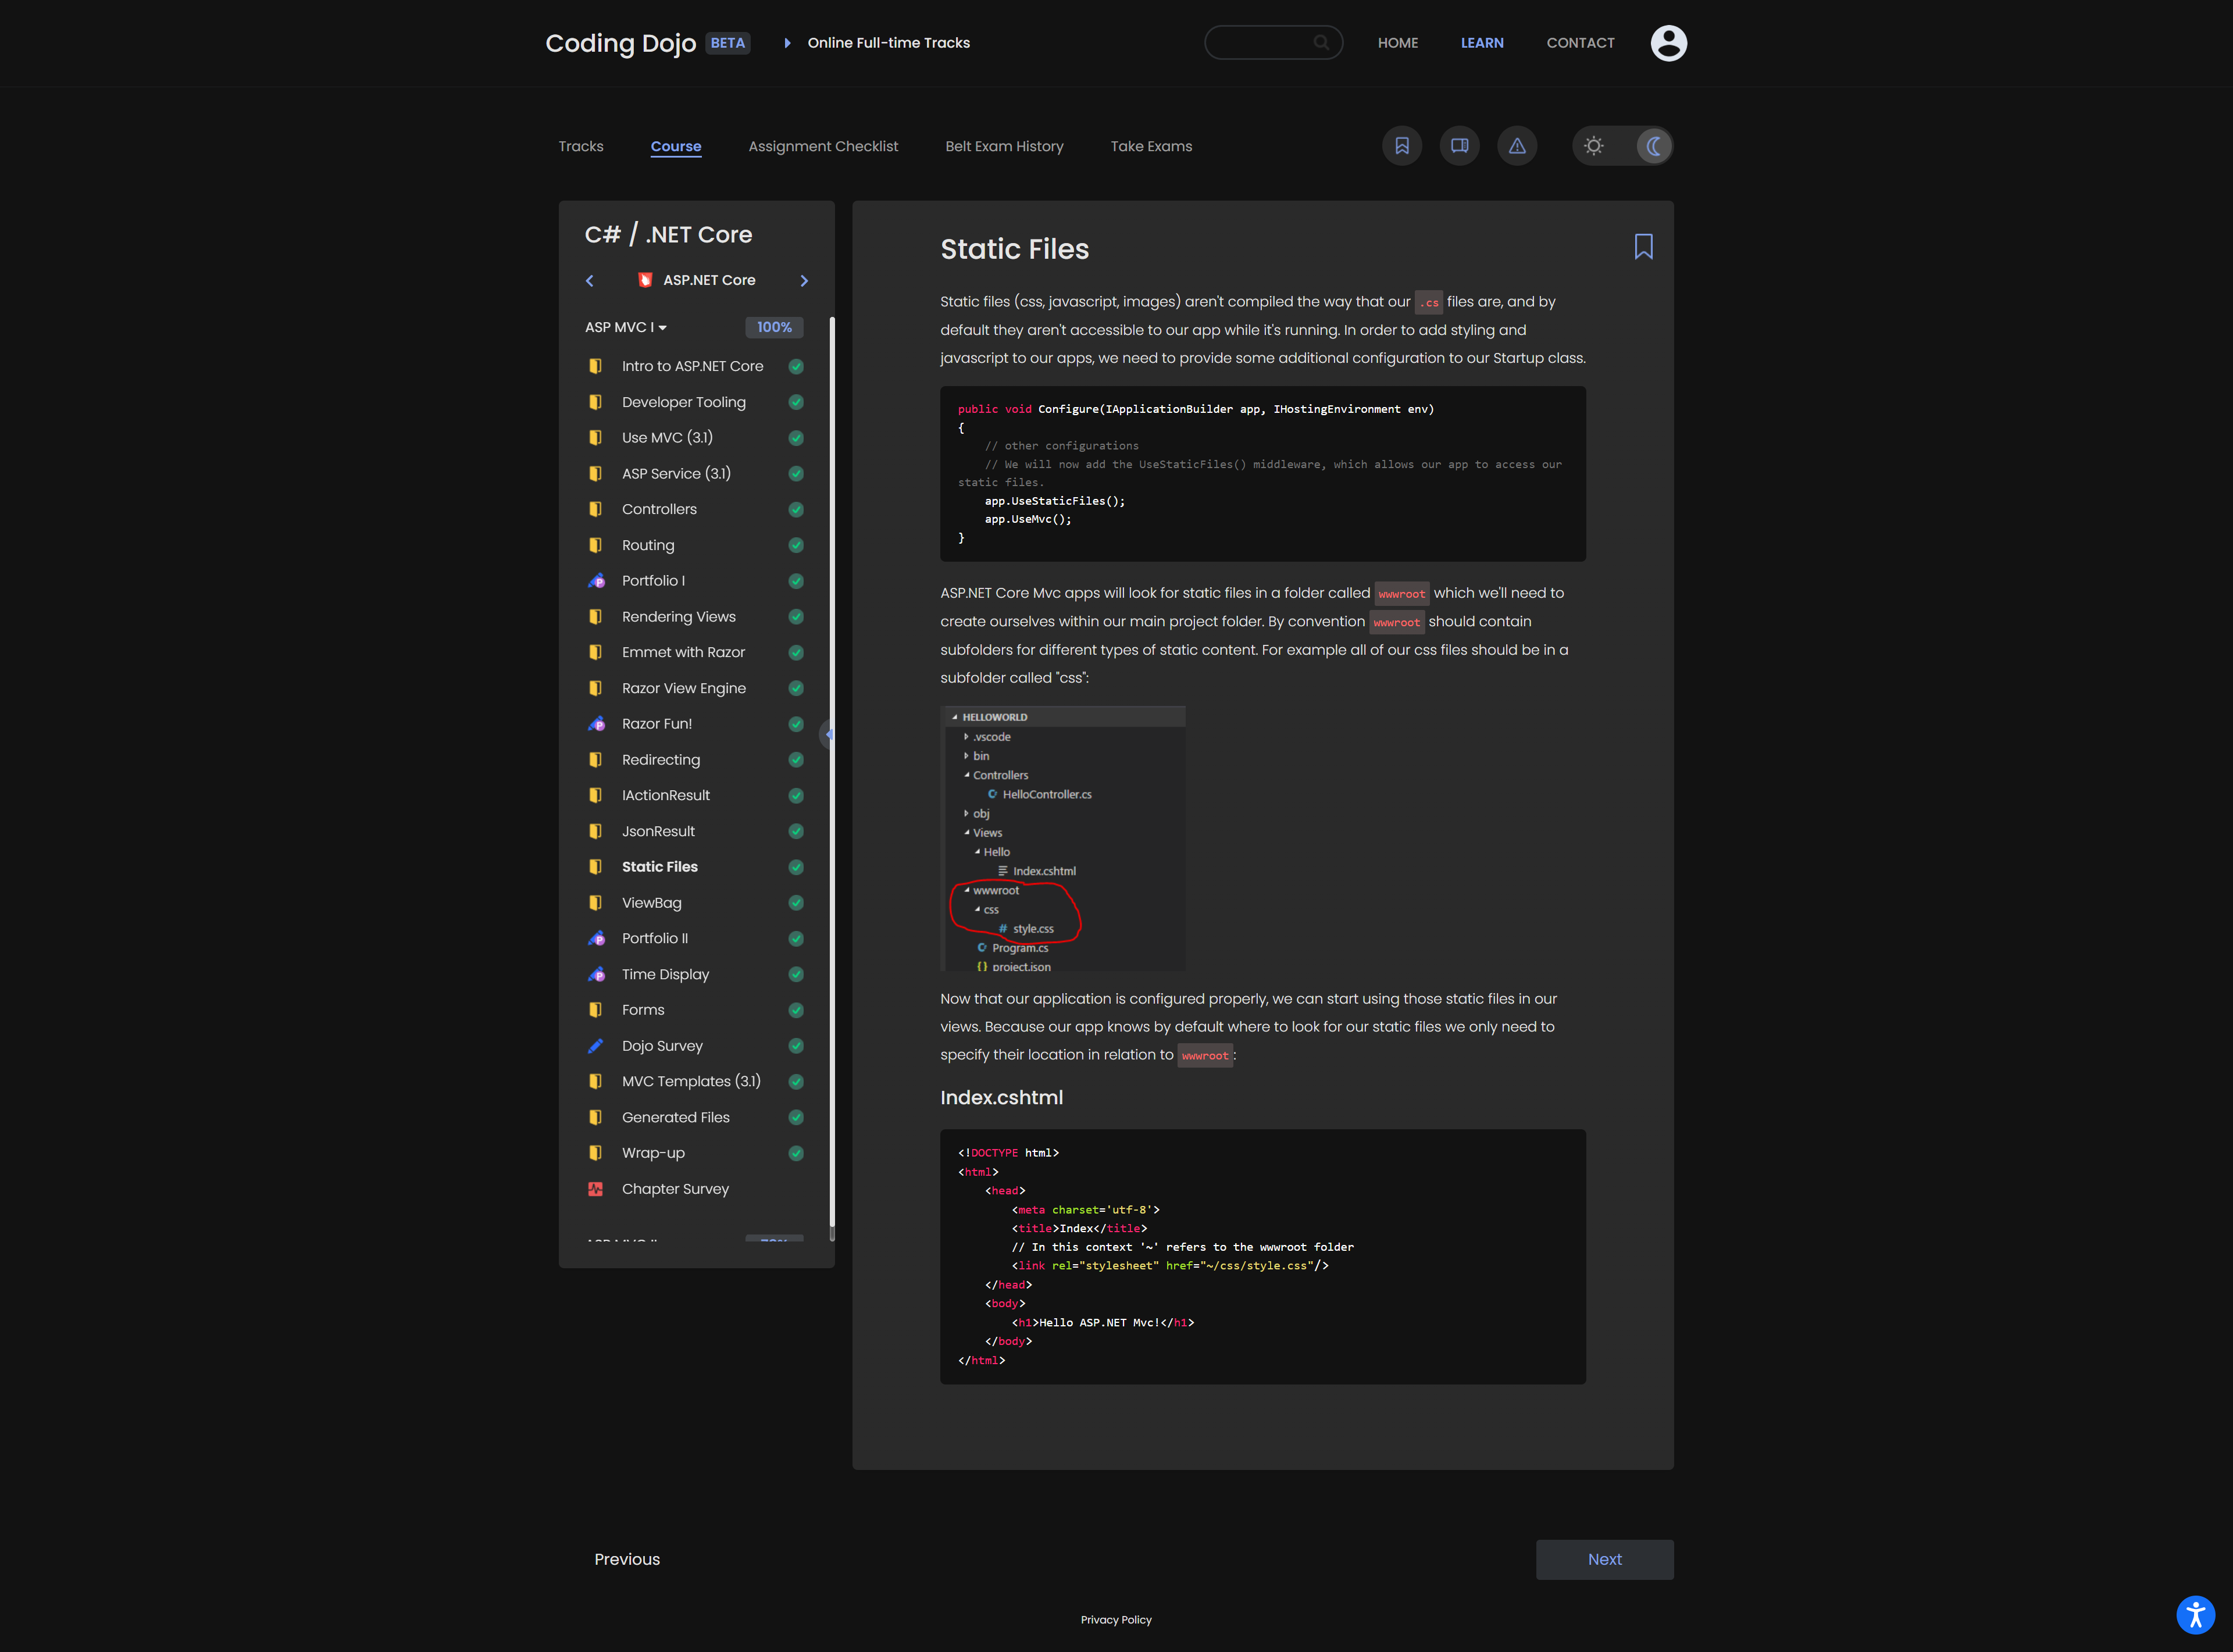 Coding Dojo BETA Online Full-time Tracks HOME LEARN CONTACT
Tracks Course Assignment Checklist Belt Exam History Take Exams
C# / .NET Core
ASP.NET Core
ASP MVC I 100%
Intro to ASP.NET Core
Developer Tooling
Use MVC (3.1)
ASP Service (3.1)
Controllers
Routing
Portfolio I
Rendering Views
Emmet with Razor
Razor View Engine
Razor Fun!
Redirecting
IActionResult
JsonResult
Static Files
ViewBag
Portfolio II
Time Display
Forms
Dojo Survey
MVC Templates (3.1)
Generated Files
Wrap-up
Chapter Survey
Static Files
Static files (css, javascript, images) aren't compiled the way that our .cs files are, and by
default they aren't accessible to our app while it's running. In order to add styling and
javascript to our apps, we need to provide some additional configuration to our Startup class.
public void Configure(IApplicationBuilder app, IHostingEnvironment env)
{
// other configurations
// We will now add the UseStaticFiles() middleware, which allows our app to access our
static files.
app.UseStaticFiles();
app.UseMvc();
}
ASP.NET Core Mvc apps will look for static files in a folder called wwwroot which we'll need to
create ourselves within our main project folder. By convention wwwroot should contain
subfolders for different types of static content. For example all of our css files should be in a
subfolder called "css":
HELLOWORLD
.vscode
bin
Controllers
HelloController.cs
obj
Views
Hello
Index.cshtml
wwwroot
css
# style.css
Program.cs
{} project.json
Now that our application is configured properly, we can start using those static files in our
views. Because our app knows by default where to look for our static files we only need to
specify their location in relation to wwwroot:
Index.cshtml
<!DOCTYPE html>
<html>
<head>
<meta charset='utf-8'>
<title>Index</title>
// In this context '~' refers to the wwwroot folder
<link rel="stylesheet" href="~/css/style.css"/>
</head>
<body>
<h1>Hello ASP.NET Mvc!</h1>
</body>
</html>
Previous Next
Privacy Policy